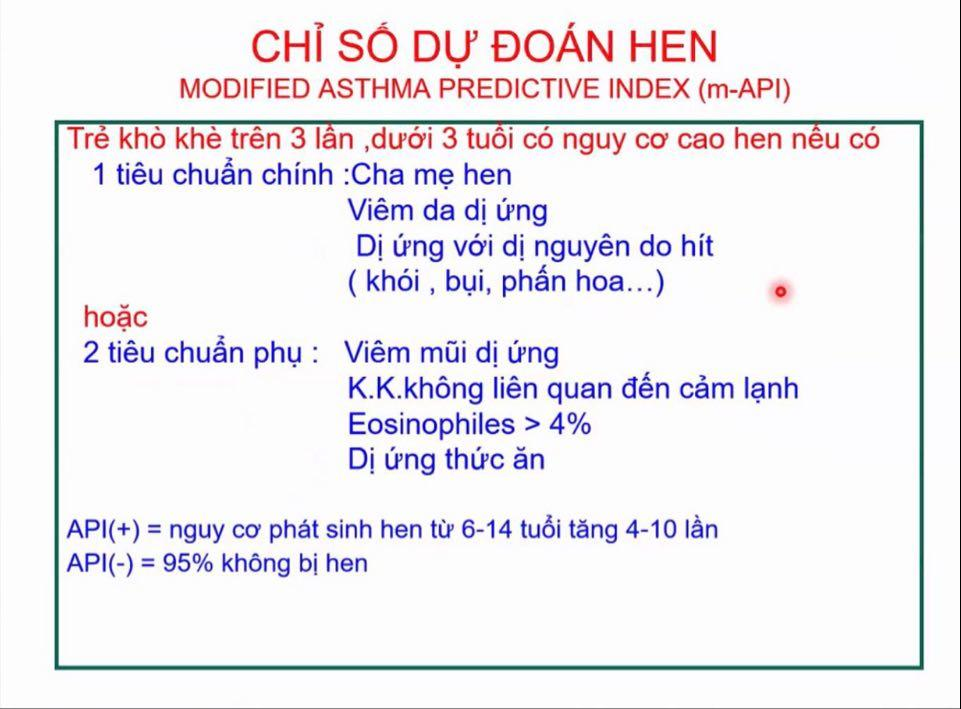 CHỈ SỐ DỰ ĐOÁN HEN
MODIFIED ASTHMA PREDICTIVE INDEX (m-API)
Trẻ khò khè trên 3 lần ,dưới 3 tuổi có nguy cơ cao hen nếu có
1 tiêu chuẩn chính :Cha mẹ hen
Viêm da dị ứng
Dị ứng với dị nguyên do hít
( khói , bụi, phấn hoa...)
hoặc
2 tiêu chuẩn phụ : Viêm mũi dị ứng
K.K.không liên quan đến cảm lạnh
Eosinophiles > 4%
Dị ứng thức ăn
API(+) = nguy cơ phát sinh hen từ 6-14 tuổi tăng 4-10 lần
API(-) = 95% không bị hen